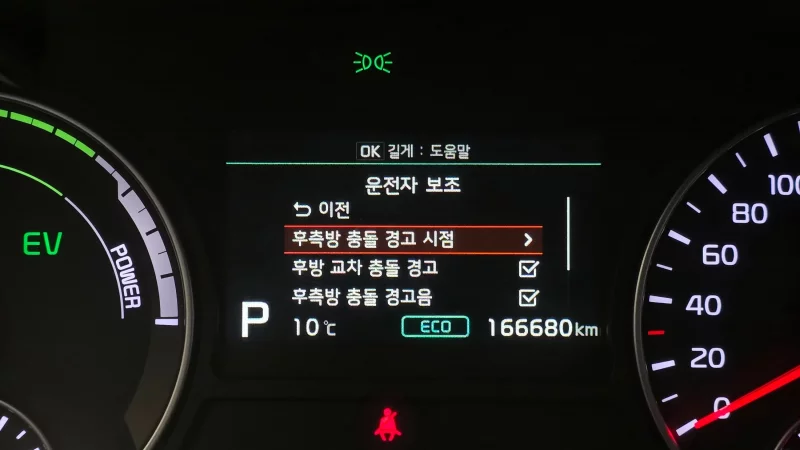 OK 길게 : 도움말
운전자 보조
이전
후측방 충돌 경고 시점
후방 교차 충돌 경고
후측방 충돌 경고음
P 10℃ ECO 166680km
EV
POWER
100
80
60
40
20
0